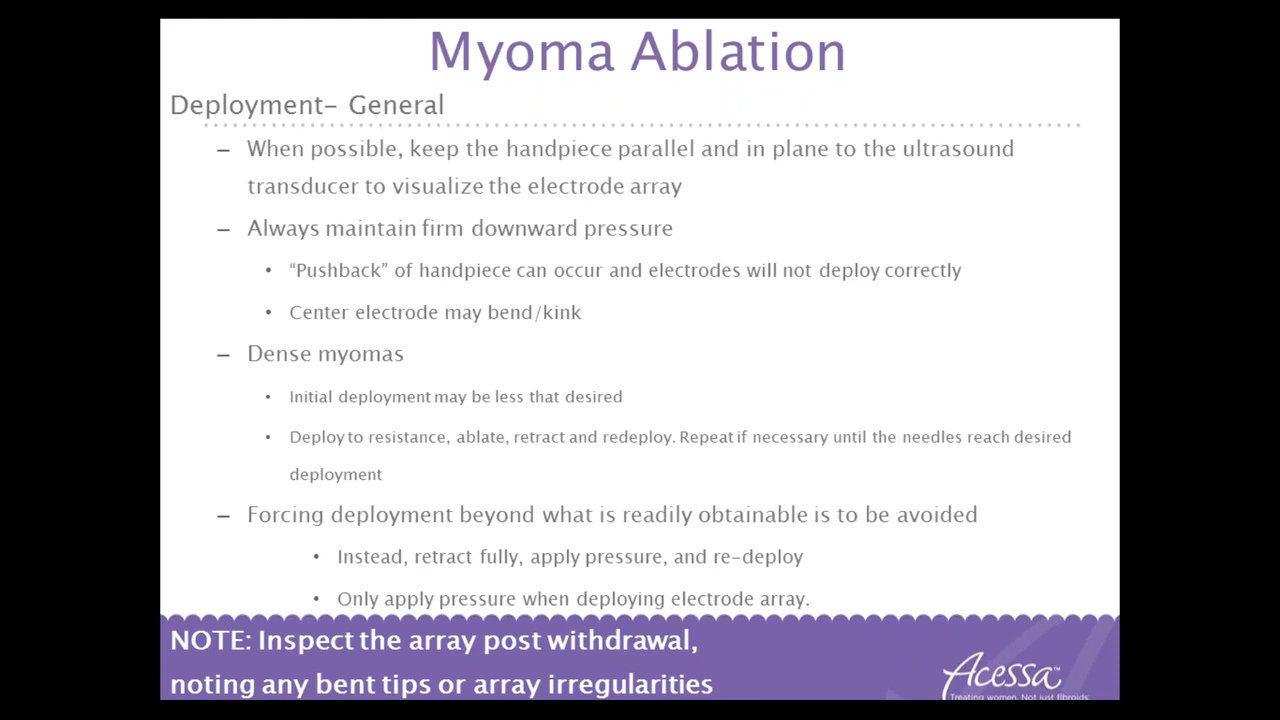 Myoma Ablation
Deployment– General
– When possible, keep the handpiece parallel and in plane to the ultrasound
transducer to visualize the electrode array
– Always maintain firm downward pressure
• “Pushback” of handpiece can occur and electrodes will not deploy correctly
• Center electrode may bend/kink
– Dense myomas
• Initial deployment may be less that desired
• Deploy to resistance, ablate, retract and redeploy. Repeat if necessary until the needles reach desired
deployment
– Forcing deployment beyond what is readily obtainable is to be avoided
• Instead, retract fully, apply pressure, and re–deploy
• Only apply pressure when deploying electrode array.
NOTE: Inspect the array post withdrawal,
noting any bent tips or array irregularities
Acessa™
Treating women. Not just fibroids.